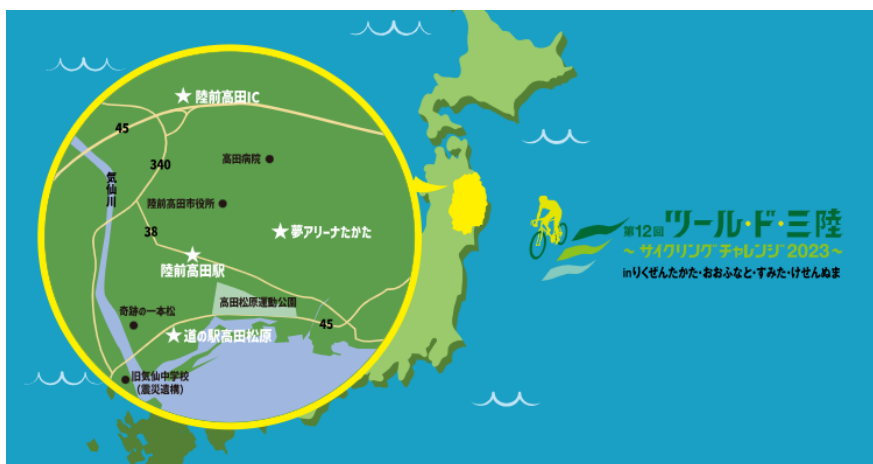 陸前高田IC
45
340
高田病院
気仙川
陸前高田市役所
38
夢アリーナたかた
陸前高田駅
高田松原運動公園
奇跡の一本松
45
道の駅高田松原
旧気仙中学校
(震災遺構)
第12回ツール・ド・三陸
~サイクリングチャレンジ2023~
inりくぜんたかた・おおふなと・すみた・けせんぬま